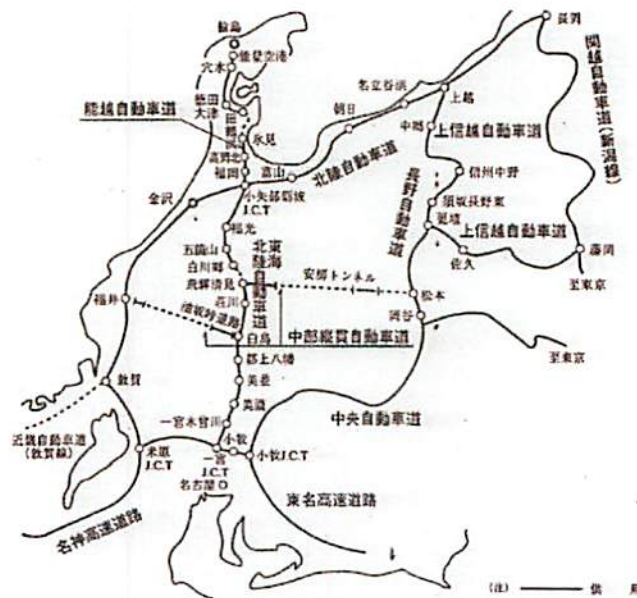 輪島
能登空港
穴水
徳田
大津
田鶴浜
能越自動車道
氷見
高岡北
福岡
富山
朝日
名立谷浜
上越
長岡
関越自動車道(新潟線)
中郷
上信越自動車道
北陸自動車道
信州中野
長野自動車道
須坂長野東
更埴
上信越自動車道
佐久
藤岡
至東京
金沢
小矢部砺波
J.C.T
福光
五箇山
白川郷
飛騨清見
荘川
東海
北陸自動車道
安房トンネル
松本
岡谷
至東京
福井
油坂峠道路
白鳥
中部縦貫自動車道
郡上八幡
美並
美濃
敦賀
中央自動車道
一宮木曽川
近畿自動車道
(敦賀線)
米原
J.C.T
小牧
一宮
J.C.T
小牧J.C.T
名古屋
東名高速道路
名神高速道路
(注)
供